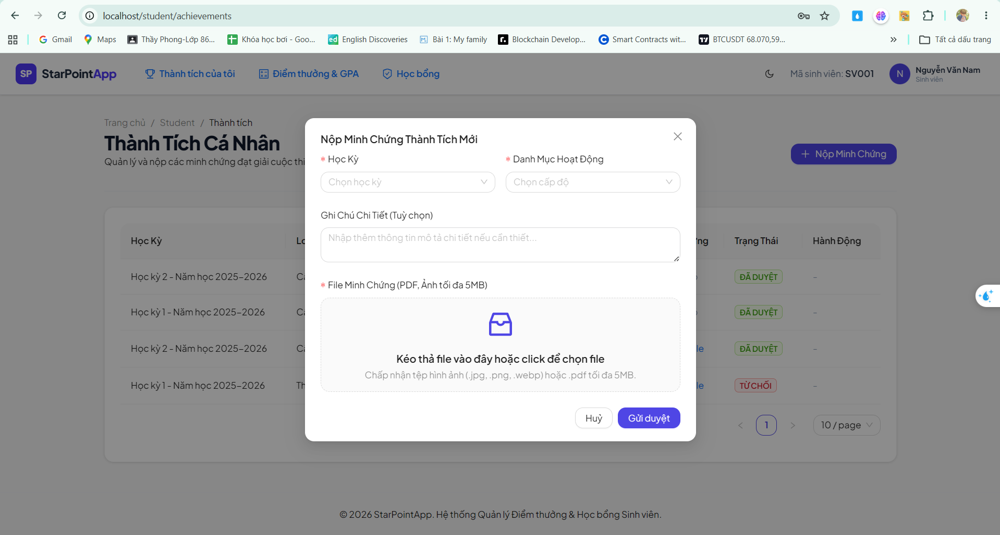 localhost/student/achievements
Gmail
Maps
Thầy Phong-Lớp 86...
Khóa học bơi - Goo...
English Discoveries
Bài 1: My family
Blockchain Develop...
Smart Contracts wit...
BTCUSDT 68.070,59...
Tất cả dấu trang
SP StarPointApp
Thành tích của tôi
Điểm thưởng & GPA
Học bổng
Mã sinh viên: SV001
N
Nguyễn Văn Nam
Sinh viên
Trang chủ / Student / Thành tích
Thành Tích Cá Nhân
Quản lý và nộp các minh chứng đạt giải cuộc thi
Nộp Minh Chứng
Nộp Minh Chứng Thành Tích Mới
* Học Kỳ
* Danh Mục Hoạt Động
Chọn học kỳ
Chọn cấp độ
Ghi Chú Chi Tiết (Tuỳ chọn)
Nhập thêm thông tin mô tả chi tiết nếu cần thiết...
* File Minh Chứng (PDF, Ảnh tối đa 5MB)
Kéo thả file vào đây hoặc click để chọn file
Chấp nhận tệp hình ảnh (.jpg, .png, .webp) hoặc .pdf tối đa 5MB.
Huỷ
Gửi duyệt
Học Kỳ
Trạng Thái
Hành Động
Học kỳ 2 - Năm học 2025-2026
ĐÃ DUYỆT
-
Học kỳ 1 - Năm học 2025-2026
ĐÃ DUYỆT
-
Học kỳ 2 - Năm học 2025-2026
ĐÃ DUYỆT
-
Học kỳ 1 - Năm học 2025-2026
TỪ CHỐI
-
1
10 / page
© 2026 StarPointApp. Hệ thống Quản lý Điểm thưởng & Học bổng Sinh viên.